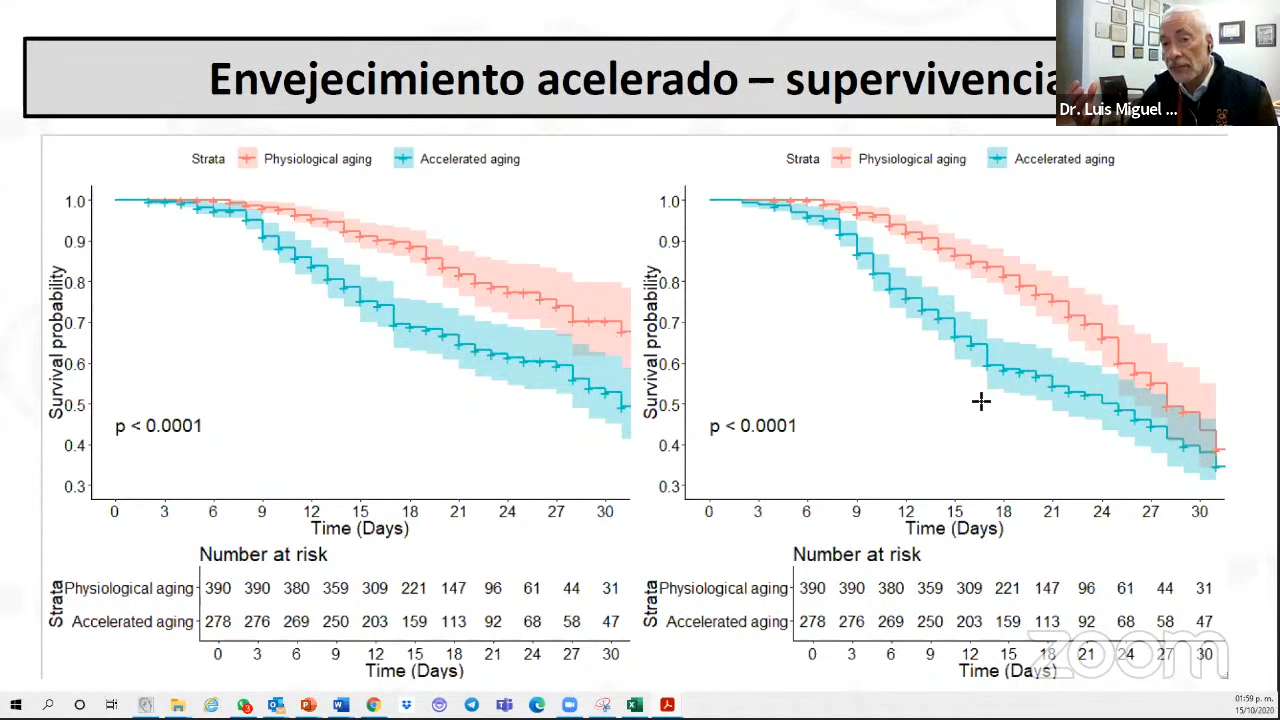 Envejecimiento acelerado – supervivencia
Dr. Luis Miguel ...
Strata Physiological aging Accelerated aging
Survival probability
1.0
0.9
0.8
0.7
0.6
0.5
0.4
0.3
p < 0.0001
0 3 6 9 12 15 18 21 24 27 30
Time (Days)
Number at risk
Strata
Physiological aging 390 390 380 359 309 221 147 96 61 44 31
Accelerated aging 278 276 269 250 203 159 113 92 68 58 47
0 3 6 9 12 15 18 21 24 27 30
Time (Days)
Strata Physiological aging Accelerated aging
Survival probability
1.0
0.9
0.8
0.7
0.6
0.5
0.4
0.3
p < 0.0001
0 3 6 9 12 15 18 21 24 27 30
Time (Days)
Number at risk
Strata
Physiological aging 390 390 380 359 309 221 147 96 61 44 31
Accelerated aging 278 276 269 250 203 159 113 92 68 58 47
0 3 6 9 12 15 18 21 24 27 30
Time (Days)
zoom
01:59 p. m.
15/10/2020